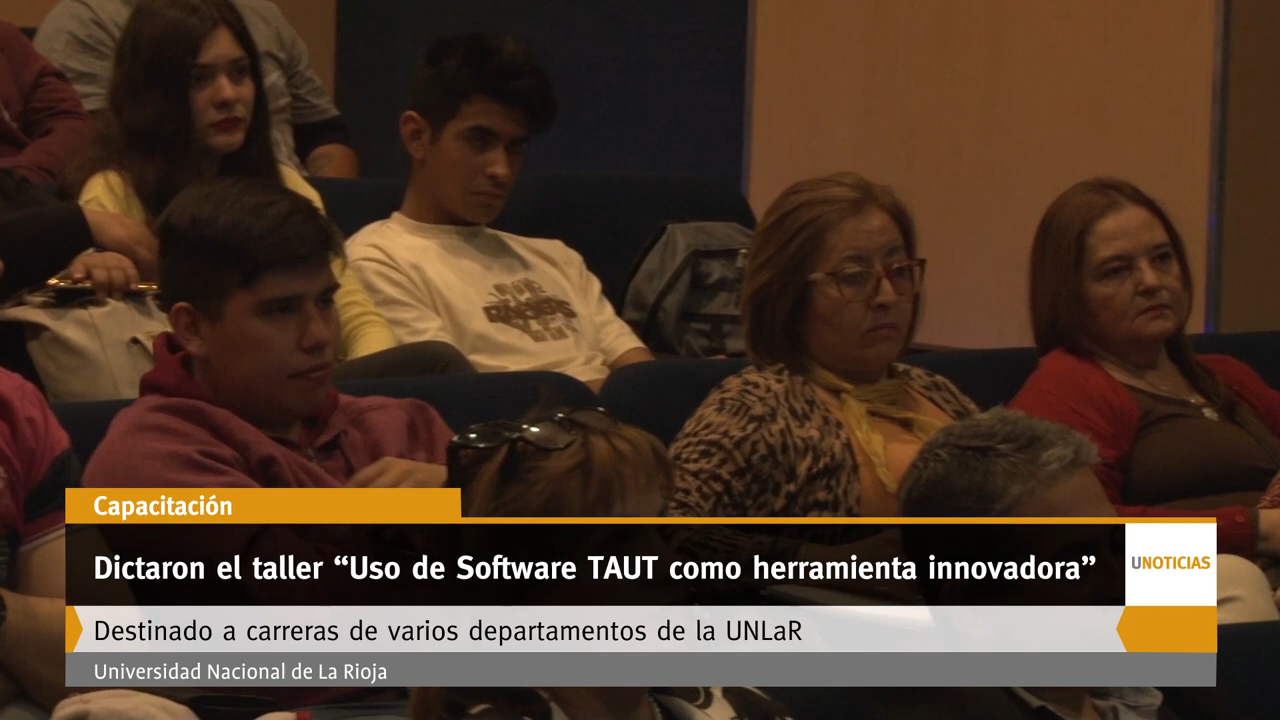 Capacitación
Dictaron el taller “Uso de Software TAUT como herramienta innovadora”
UNOTICIAS
Destinado a carreras de varios departamentos de la UNLaR
Universidad Nacional de La Rioja